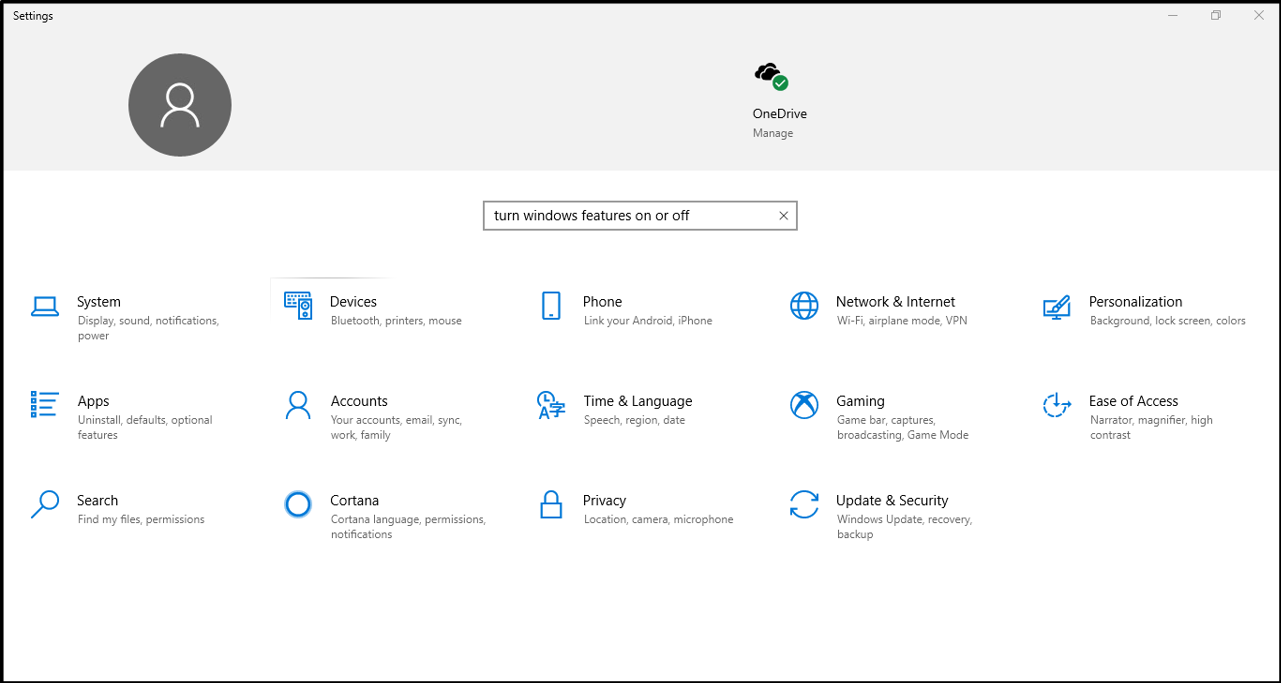 Settings
OneDrive
Manage
turn windows features on or off
System
Display, sound, notifications,
power
Devices
Bluetooth, printers, mouse
Phone
Link your Android, iPhone
Network & Internet
Wi-Fi, airplane mode, VPN
Personalization
Background, lock screen, colors
Apps
Uninstall, defaults, optional
features
Accounts
Your accounts, email, sync,
work, family
Time & Language
Speech, region, date
Gaming
Game bar, captures,
broadcasting, Game Mode
Ease of Access
Narrator, magnifier, high
contrast
Search
Find my files, permissions
Cortana
Cortana language, permissions,
notifications
Privacy
Location, camera, microphone
Update & Security
Windows Update, recovery,
backup